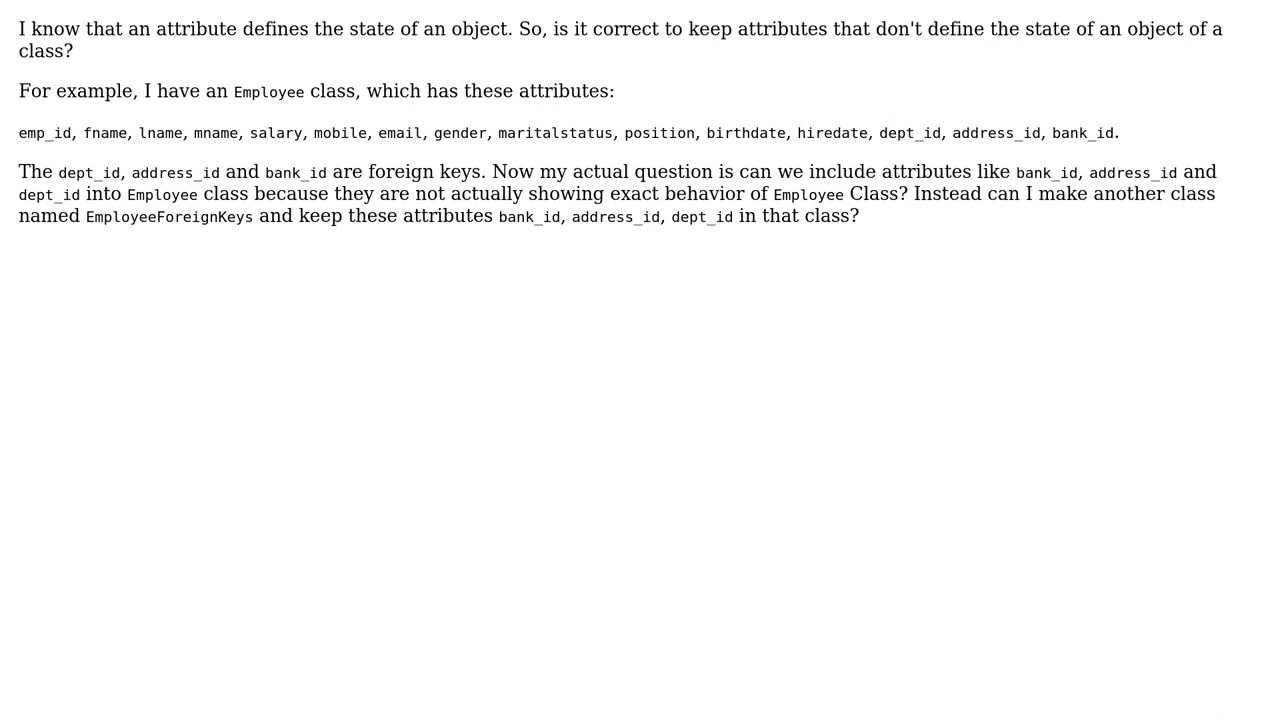 I know that an attribute defines the state of an object. So, is it correct to keep attributes that don't define the state of an object of a
class?
For example, I have an Employee class, which has these attributes:
emp_id, fname, lname, mname, salary, mobile, email, gender, maritalstatus, position, birthdate, hiredate, dept_id, address_id, bank_id.
The dept_id, address_id and bank_id are foreign keys. Now my actual question is can we include attributes like bank_id, address_id and
dept_id into Employee class because they are not actually showing exact behavior of Employee Class? Instead can I make another class
named EmployeeForeignKeys and keep these attributes bank_id, address_id, dept_id in that class?